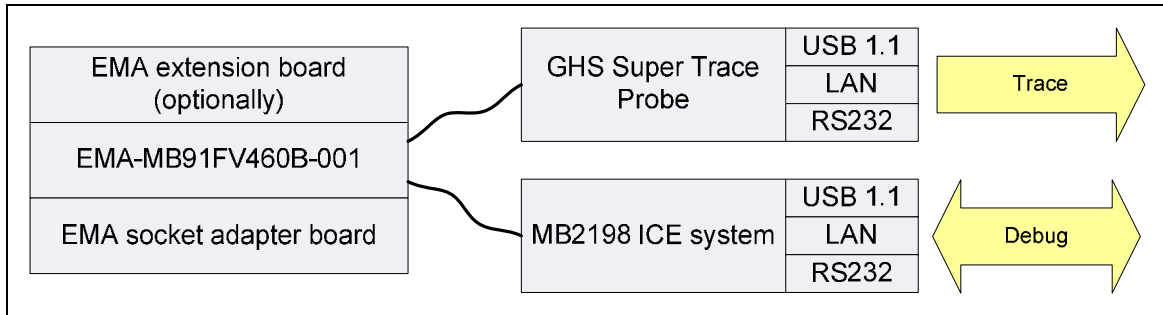 EMA extension board
(optionally)
EMA-MB91FV460B-001
EMA socket adapter board
GHS Super Trace
Probe
USB 1.1
LAN
RS232
Trace
MB2198 ICE system
USB 1.1
LAN
RS232
Debug